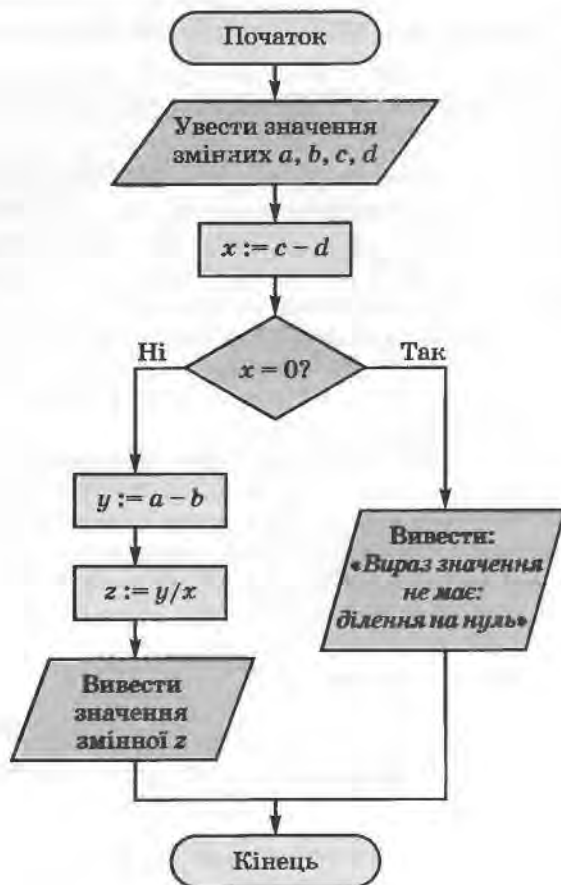 Початок
Увести значення
змінних a, b, c, d
x := c – d
x = 0?
Ні
Так
y := a – b
z := y/x
Вивести
значення
змінної z
Вивести:
«Вираз значення
не має:
ділення на нуль»
Кінець